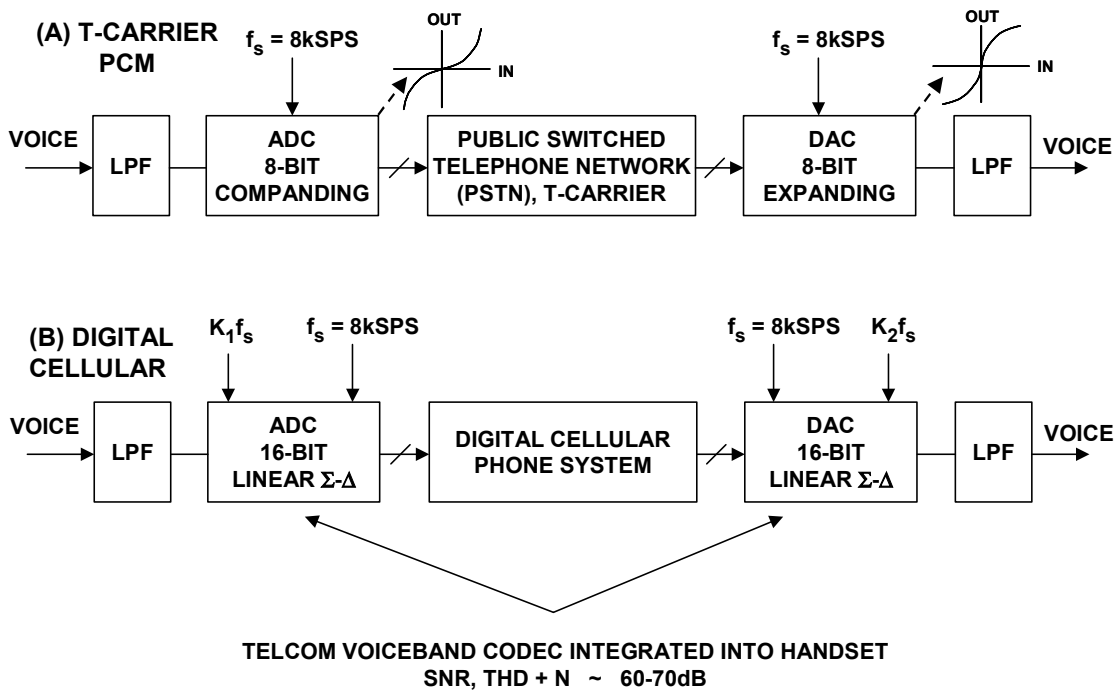 (A) T-CARRIER
PCM
fs = 8kSPS
OUT
IN
fs = 8kSPS
OUT
IN
VOICE
LPF
ADC
8-BIT
COMPANDING
PUBLIC SWITCHED
TELEPHONE NETWORK
(PSTN), T-CARRIER
DAC
8-BIT
EXPANDING
LPF
VOICE
(B) DIGITAL
CELLULAR
K1fs
fs = 8kSPS
fs = 8kSPS
K2fs
VOICE
LPF
ADC
16-BIT
LINEAR Σ-Δ
DIGITAL CELLULAR
PHONE SYSTEM
DAC
16-BIT
LINEAR Σ-Δ
LPF
VOICE
TELCOM VOICEBAND CODEC INTEGRATED INTO HANDSET
SNR, THD + N ~ 60-70dB